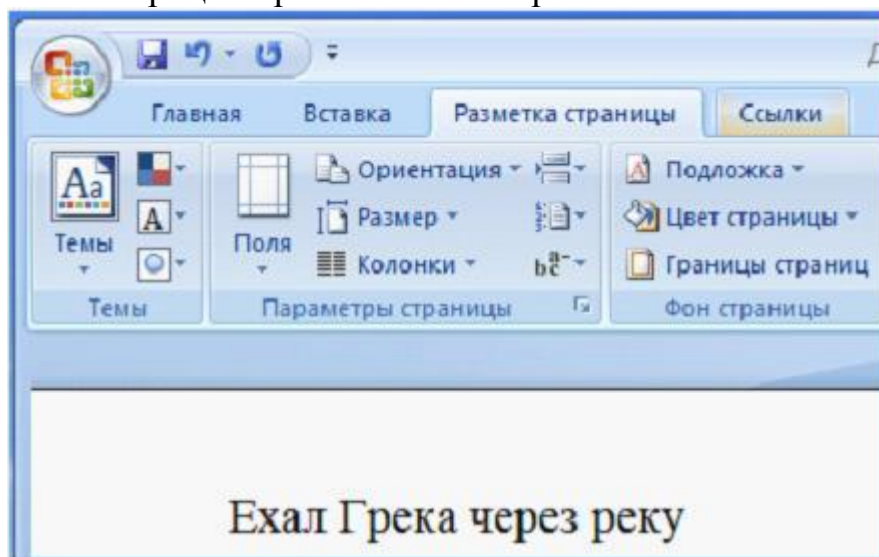 Главная Вставка Разметка страницы Ссылки
Aa Ориентация Подложка
A Размер Цвет страницы
Темы Поля Колонки Границы страниц
Темы Параметры страницы Фон страницы
Ехал Грека через реку